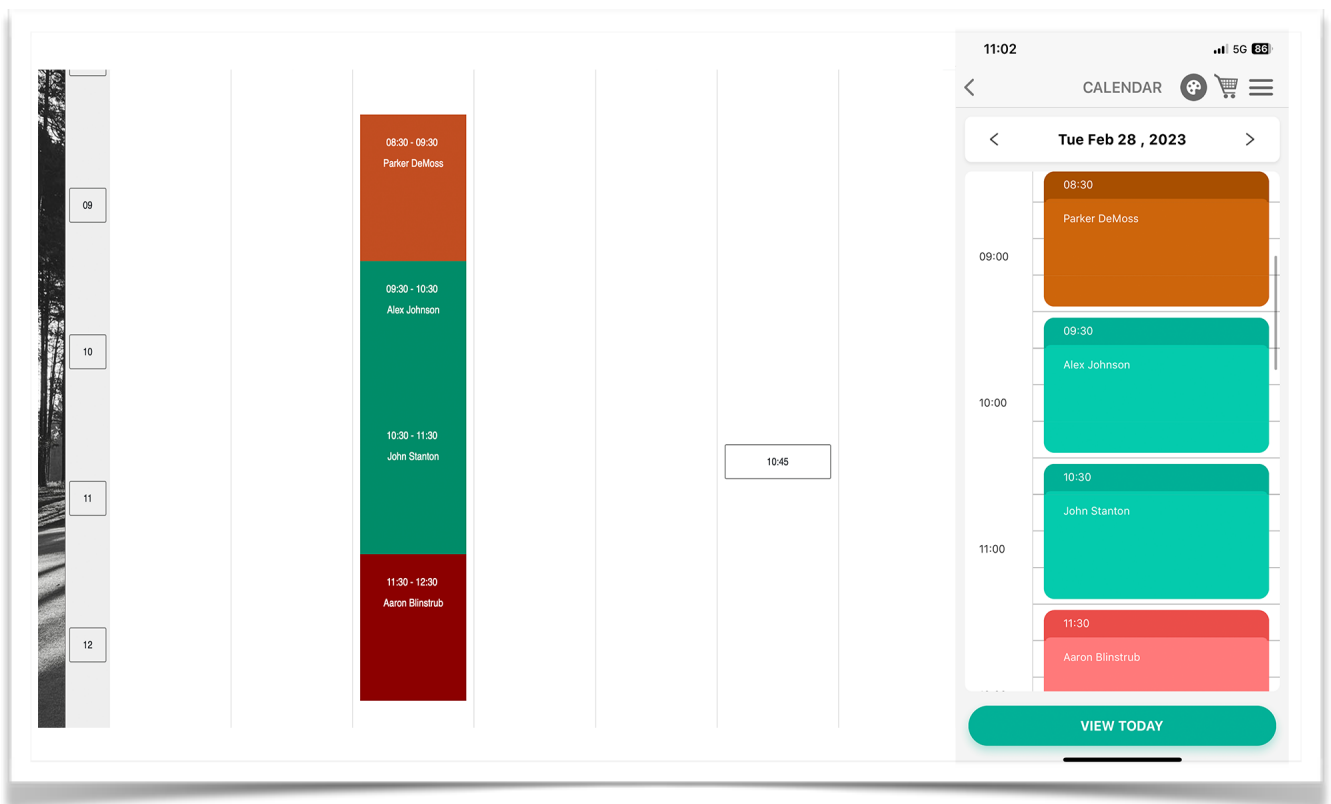 09
10
11
12
08:30 - 09:30
Parker DeMoss
09:30 - 10:30
Alex Johnson
10:30 - 11:30
John Stanton
11:30 - 12:30
Aaron Blinstrub
10:45
11:02
5G 86
CALENDAR
Tue Feb 28 , 2023
08:30
Parker DeMoss
09:00
09:30
Alex Johnson
10:00
10:30
John Stanton
11:00
11:30
Aaron Blinstrub
VIEW TODAY